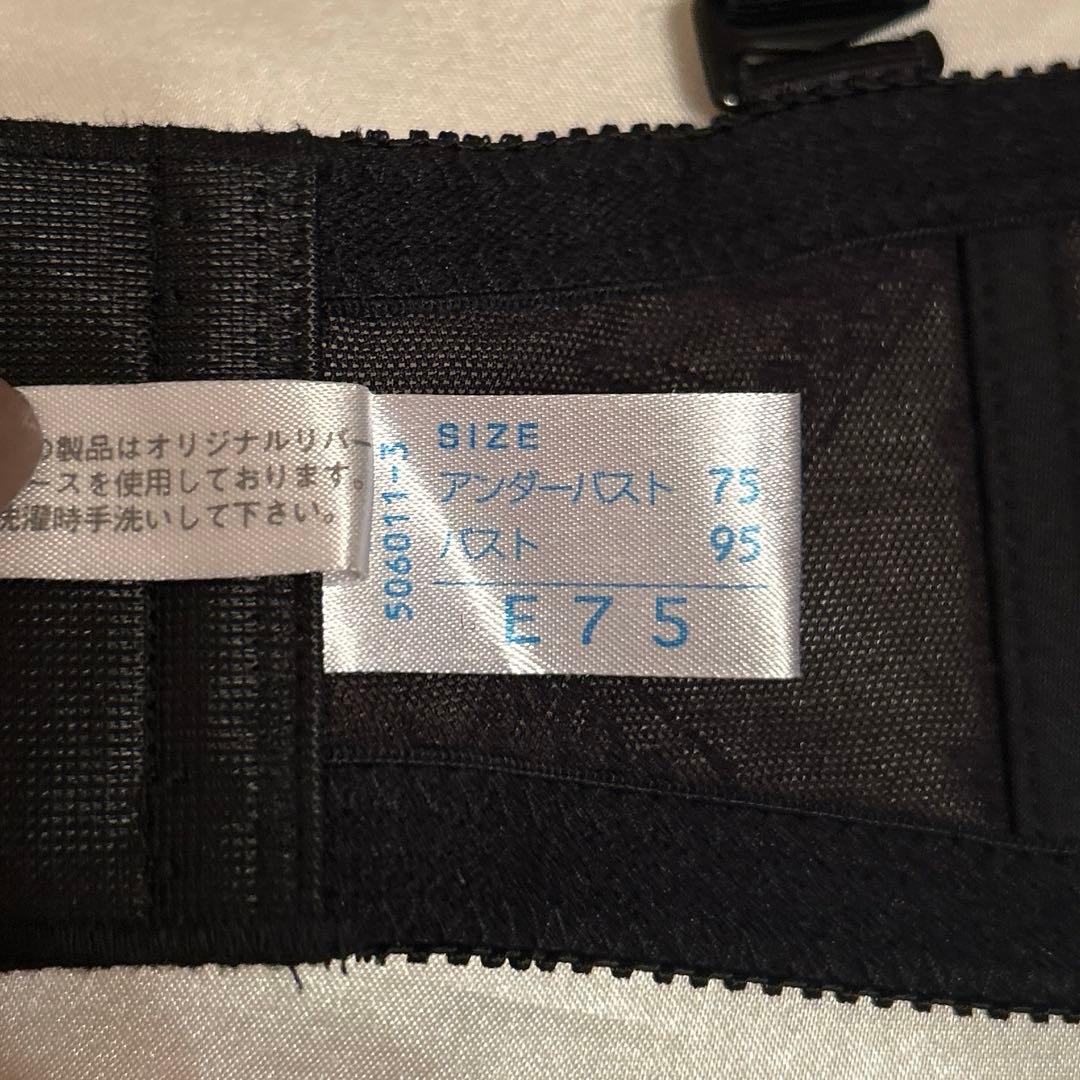 製品はオリジナルリバー
ースを使用しております。
洗濯時手洗いして下さい。
506011-3
SIZE
アンダーバスト 75
バスト 95
E75